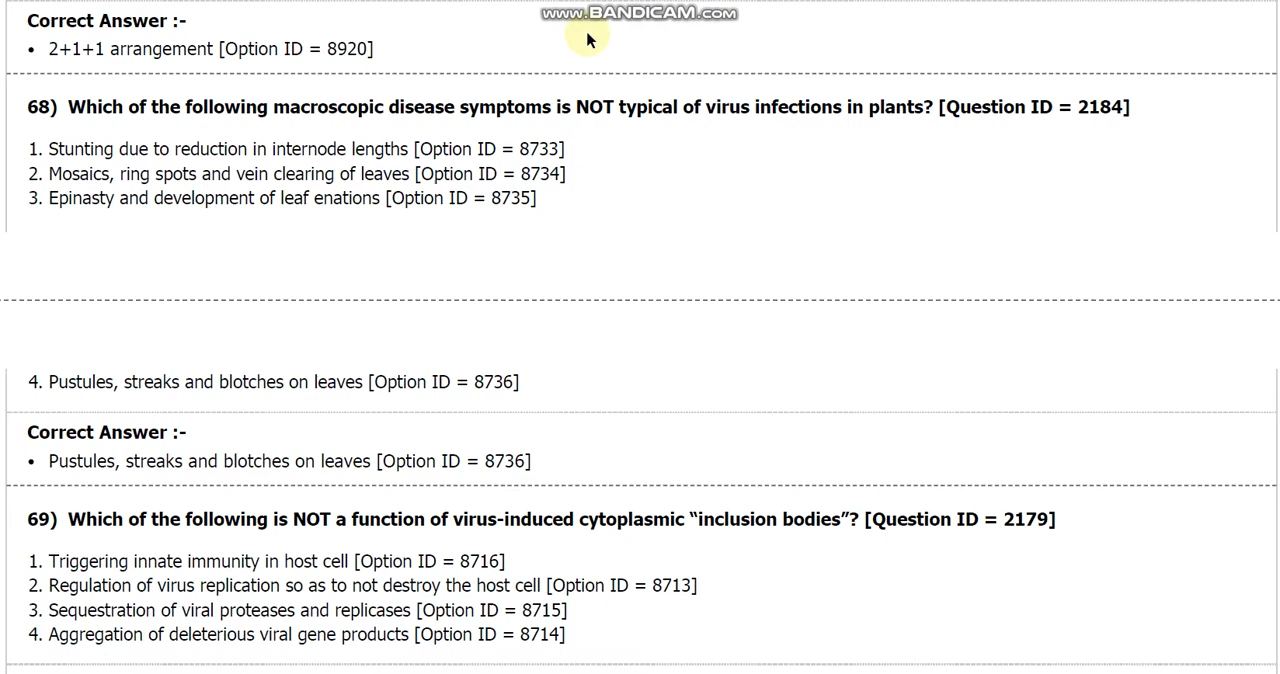 www.BANDICAM.com
Correct Answer :-
• 2+1+1 arrangement [Option ID = 8920]
68) Which of the following macroscopic disease symptoms is NOT typical of virus infections in plants? [Question ID = 2184]
1. Stunting due to reduction in internode lengths [Option ID = 8733]
2. Mosaics, ring spots and vein clearing of leaves [Option ID = 8734]
3. Epinasty and development of leaf enations [Option ID = 8735]
4. Pustules, streaks and blotches on leaves [Option ID = 8736]
Correct Answer :-
• Pustules, streaks and blotches on leaves [Option ID = 8736]
69) Which of the following is NOT a function of virus-induced cytoplasmic “inclusion bodies”? [Question ID = 2179]
1. Triggering innate immunity in host cell [Option ID = 8716]
2. Regulation of virus replication so as to not destroy the host cell [Option ID = 8713]
3. Sequestration of viral proteases and replicases [Option ID = 8715]
4. Aggregation of deleterious viral gene products [Option ID = 8714]